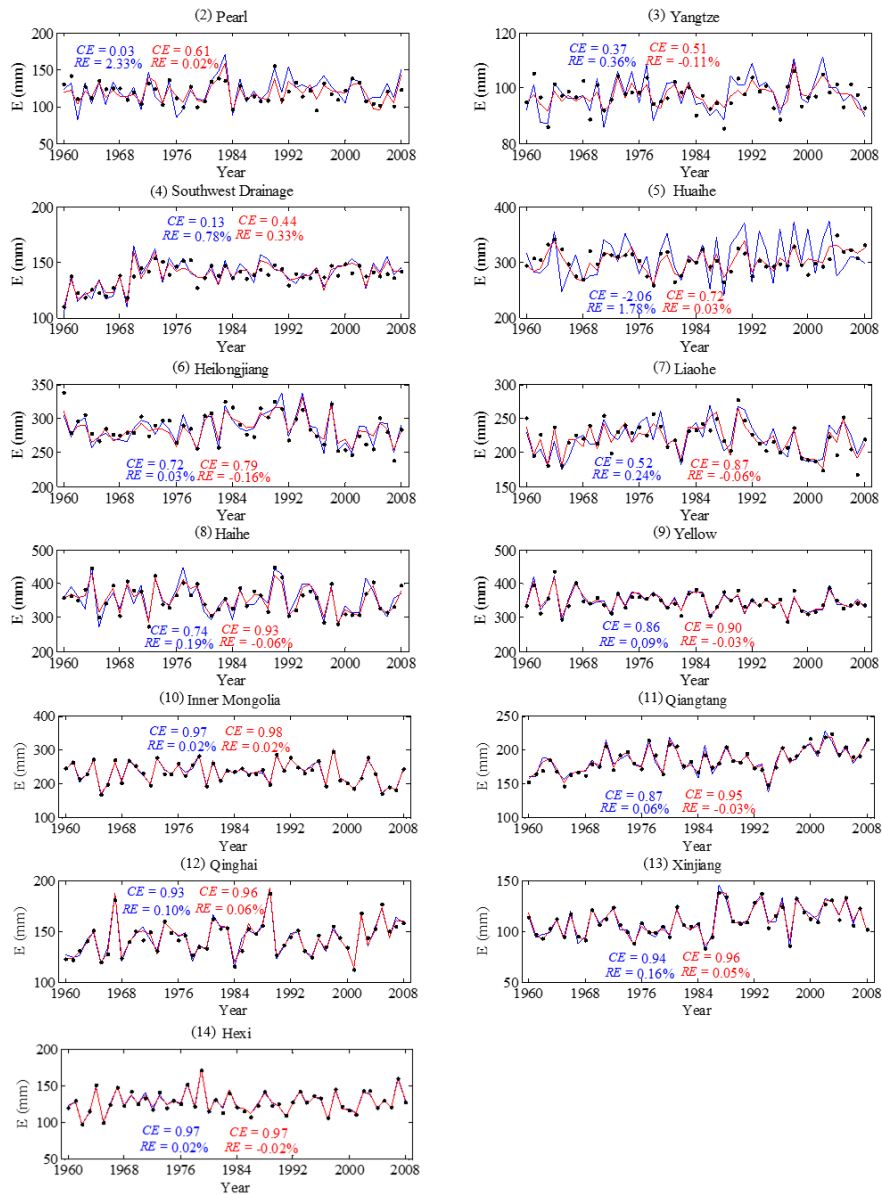 (2) Pearl
E (mm)
200
150
100
50
CE = 0.03 CE = 0.61
RE = 2.33% RE = 0.02%
1960 1968 1976 1984 1992 2000 2008
Year
(3) Yangtze
E (mm)
120
100
80
CE = 0.37 CE = 0.51
RE = 0.36% RE = -0.11%
1960 1968 1976 1984 1992 2000 2008
Year
(4) Southwest Drainage
E (mm)
200
150
100
CE = 0.13 CE = 0.44
RE = 0.78% RE = 0.33%
1960 1968 1976 1984 1992 2000 2008
Year
(5) Huaihe
E (mm)
400
300
200
CE = -2.06 CE = 0.72
RE = 1.78% RE = 0.03%
1960 1968 1976 1984 1992 2000 2008
Year
(6) Heilongjiang
E (mm)
350
300
250
200
CE = 0.72 CE = 0.79
RE = 0.03% RE = -0.16%
1960 1968 1976 1984 1992 2000 2008
Year
(7) Liaohe
E (mm)
300
250
200
150
CE = 0.52 CE = 0.87
RE = 0.24% RE = -0.06%
1960 1968 1976 1984 1992 2000 2008
Year
(8) Haihe
E (mm)
500
400
300
200
CE = 0.74 CE = 0.93
RE = 0.19% RE = -0.06%
1960 1968 1976 1984 1992 2000 2008
Year
(9) Yellow
E (mm)
500
400
300
200
CE = 0.86 CE = 0.90
RE = 0.09% RE = -0.03%
1960 1968 1976 1984 1992 2000 2008
Year
(10) Inner Mongolia
E (mm)
400
300
200
100
CE = 0.97 CE = 0.98
RE = 0.02% RE = 0.02%
1960 1968 1976 1984 1992 2000 2008
Year
(11) Qiangtang
E (mm)
250
200
150
100
CE = 0.87 CE = 0.95
RE = 0.06% RE = -0.03%
1960 1968 1976 1984 1992 2000 2008
Year
(12) Qinghai
E (mm)
200
150
100
CE = 0.93 CE = 0.96
RE = 0.10% RE = 0.06%
1960 1968 1976 1984 1992 2000 2008
Year
(13) Xinjiang
E (mm)
150
100
50
CE = 0.94 CE = 0.96
RE = 0.16% RE = 0.05%
1960 1968 1976 1984 1992 2000 2008
Year
(14) Hexi
E (mm)
200
150
100
50
CE = 0.97 CE = 0.97
RE = 0.02% RE = -0.02%
1960 1968 1976 1984 1992 2000 2008
Year